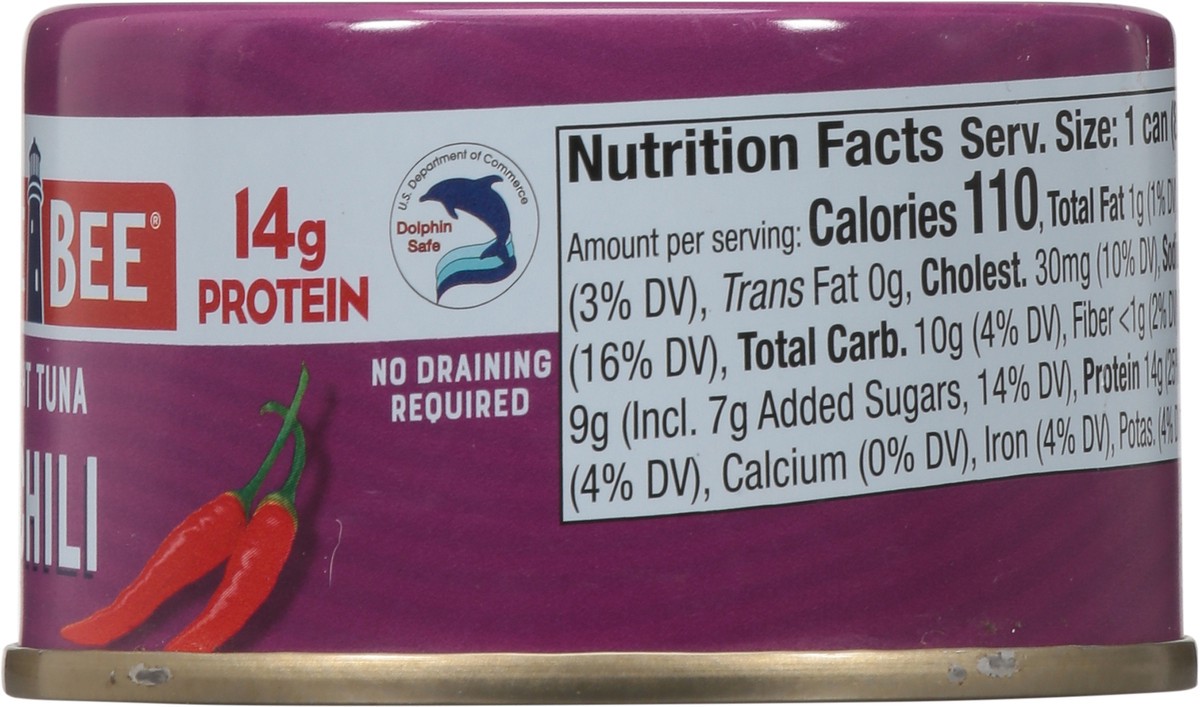 BEE®
14g
PROTEIN
U.S. Department of Commerce
Dolphin
Safe
TUNA
HILI
NO DRAINING
REQUIRED
Nutrition Facts Serv. Size: 1 can
Amount per serving: Calories 110, Total Fat 1g (1% DV
(3% DV), Trans Fat 0g, Cholest. 30mg (10% DV), Sod
(16% DV), Total Carb. 10g (4% DV), Fiber <1g (2% DV
9g (Incl. 7g Added Sugars, 14% DV), Protein 14g
(4% DV), Calcium (0% DV), Iron (4% DV), Potas. (4% D